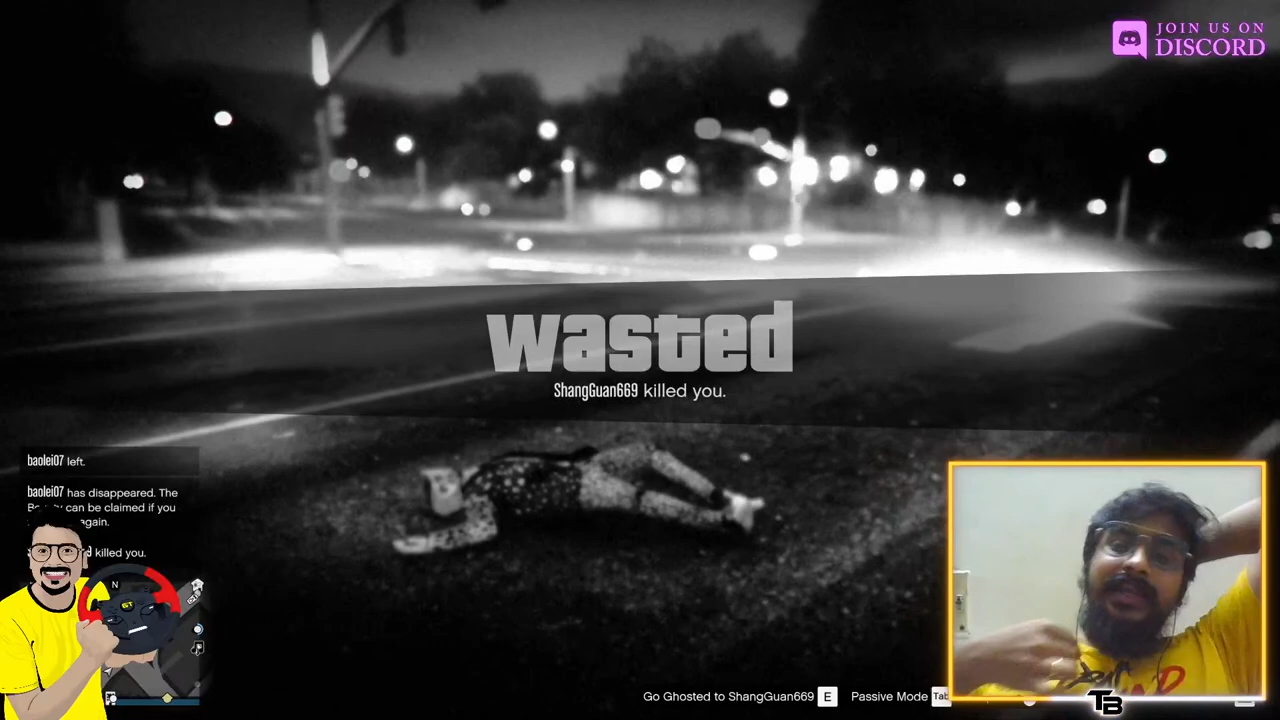 JOIN US ON
DISCORD
wasted
ShangGuan669 killed you.
baolei07 left.
baolei07 has disappeared. The
can be claimed if you
again.
killed you.
N
Go Ghosted to ShangGuan669 E Passive Mode Tab
TB